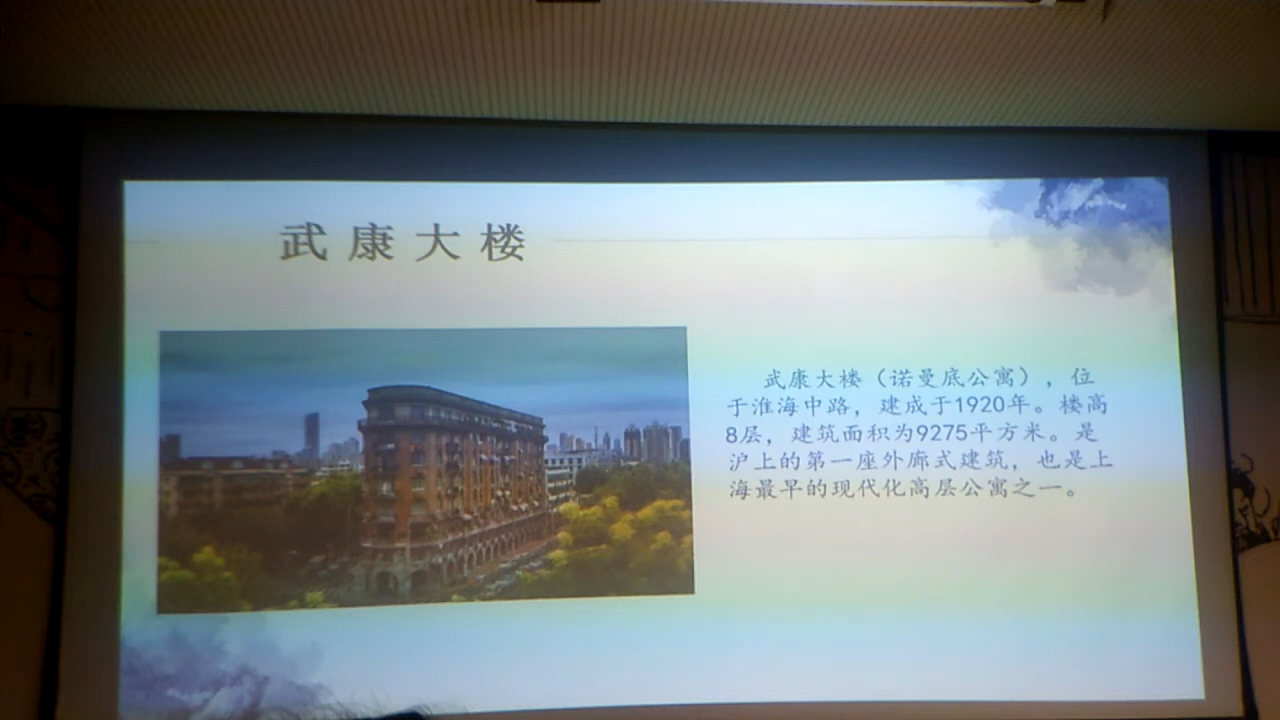 武康大楼
武康大楼（诺曼底公寓），位
于淮海中路，建成于1920年。楼高
8层，建筑面积为9275平方米。是
沪上的第一座外廊式建筑，也是上
海最早的现代化高层公寓之一。